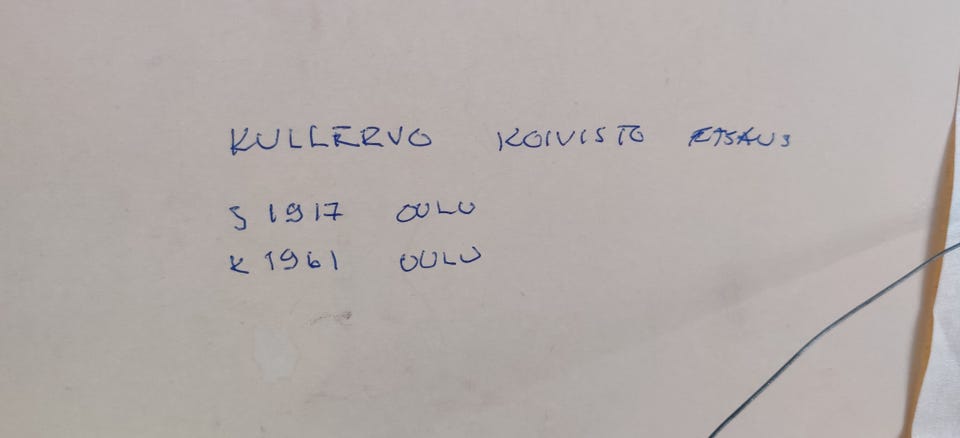 KULLERVO KOIVISTO ETSAUS
S 1917 OULU
K 1961 OULU